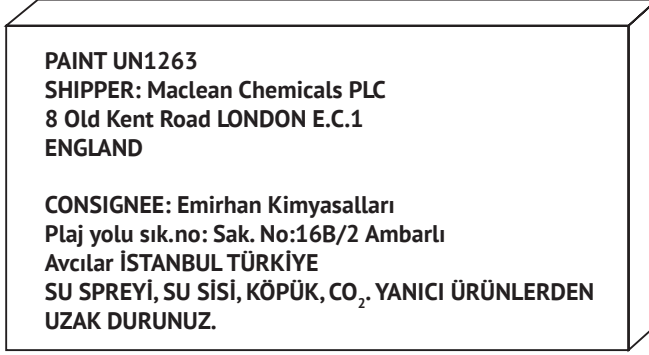 PAINT UN1263
SHIPPER: Maclean Chemicals PLC
8 Old Kent Road LONDON E.C.1
ENGLAND
CONSIGNEE: Emirhan Kimyasalları
Plaj yolu sık.no: Sak. No:16B/2 Ambarlı
Avcılar İSTANBUL TÜRKİYE
SU SPREYİ, SU SİSİ, KÖPÜK, CO₂. YANICI ÜRÜNLERDEN
UZAK DURUNUZ.